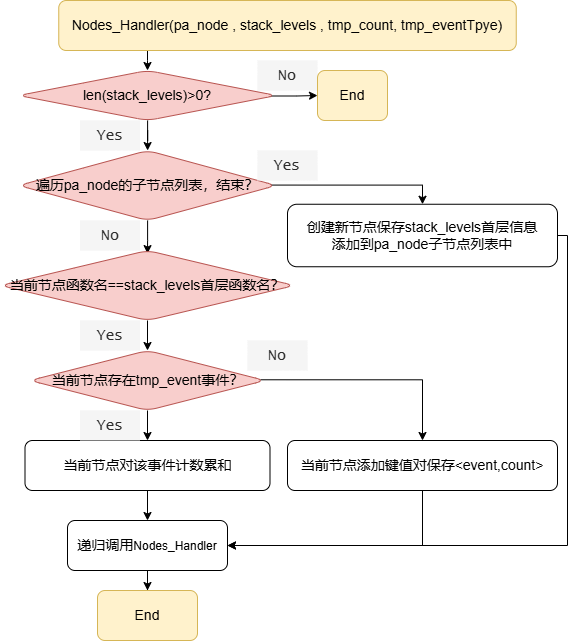 Nodes_Handler(pa_node , stack_levels , tmp_count, tmp_eventTpye)
len(stack_levels)>0?
No
End
Yes
遍历pa_node的子节点列表，结束?
Yes
创建新节点保存stack_levels首层信息
添加到pa_node子节点列表中
No
当前节点函数名==stack_levels首层函数名?
Yes
No
当前节点存在tmp_event事件?
Yes
当前节点对该事件计数累和
当前节点添加键值对保存<event,count>
递归调用Nodes_Handler
End